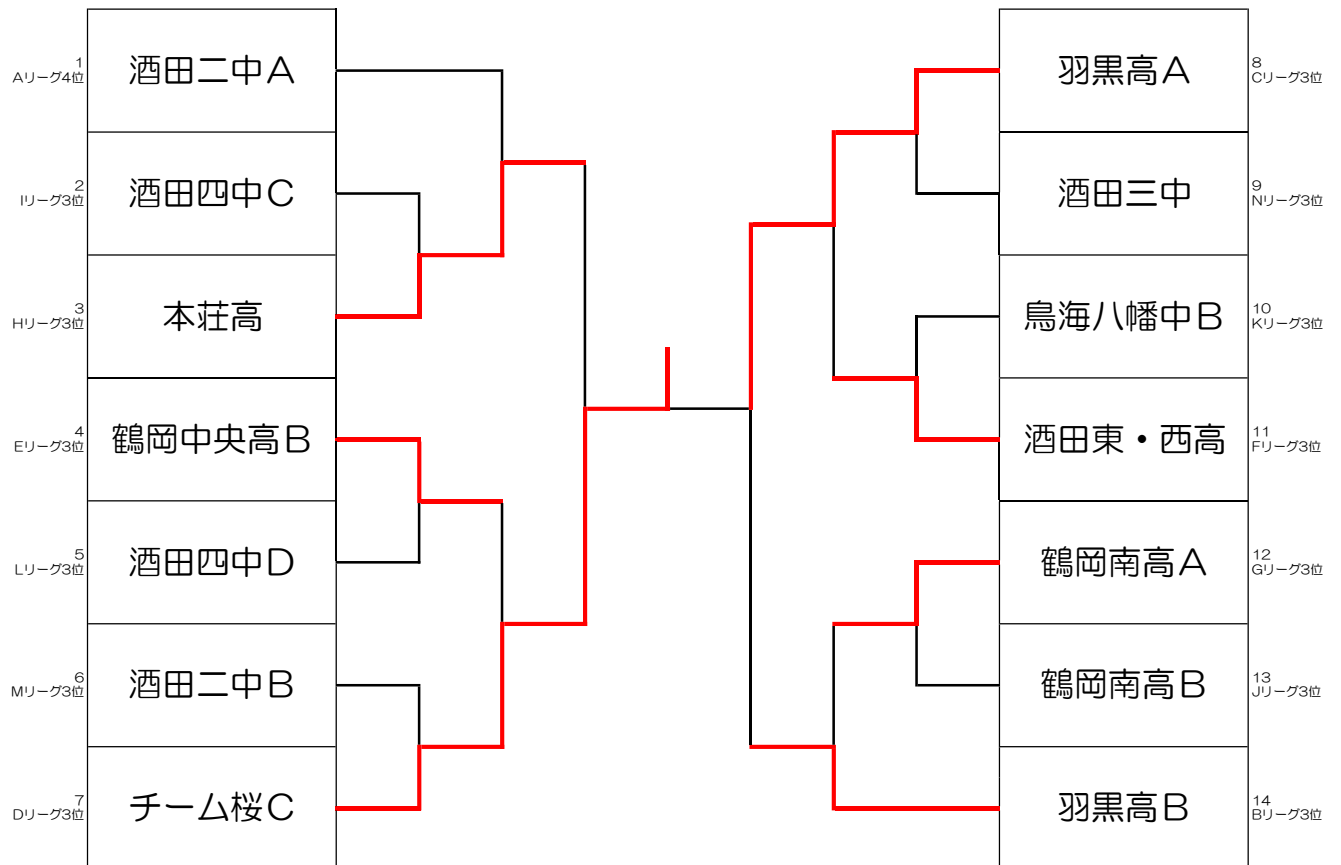 1
Aリーグ4位
酒田二中A
2
Iリーグ3位
酒田四中C
3
Hリーグ3位
本荘高
4
Eリーグ3位
鶴岡中央高B
5
Lリーグ3位
酒田四中D
6
Mリーグ3位
酒田二中B
7
Dリーグ3位
チーム桜C
羽黒高A
8
Cリーグ3位
酒田三中
9
Nリーグ3位
鳥海八幡中B
10
Kリーグ3位
酒田東・西高
11
Fリーグ3位
鶴岡南高A
12
Gリーグ3位
鶴岡南高B
13
Jリーグ3位
羽黒高B
14
Bリーグ3位